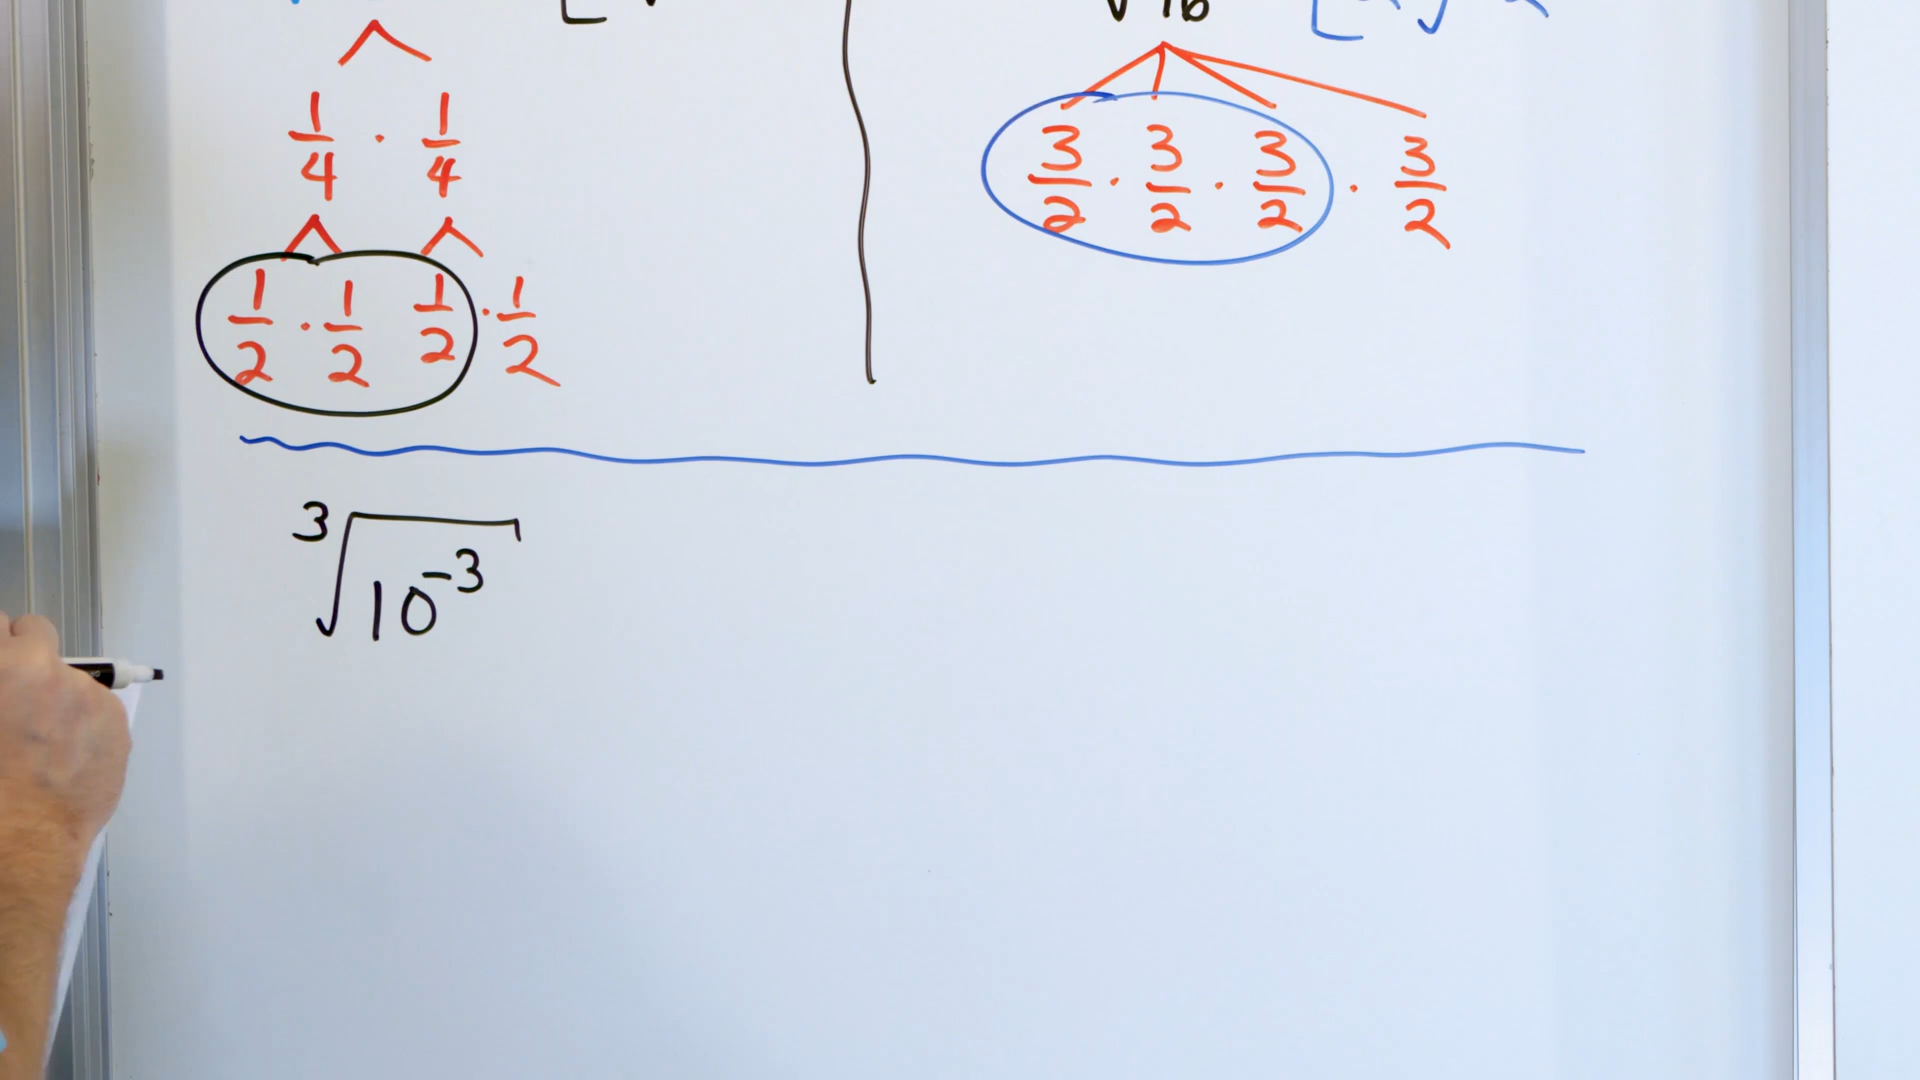 √16
1/4 · 1/4
3/2 · 3/2 · 3/2 · 3/2
1/2 · 1/2 1/2 · 1/2
∛(10⁻³)